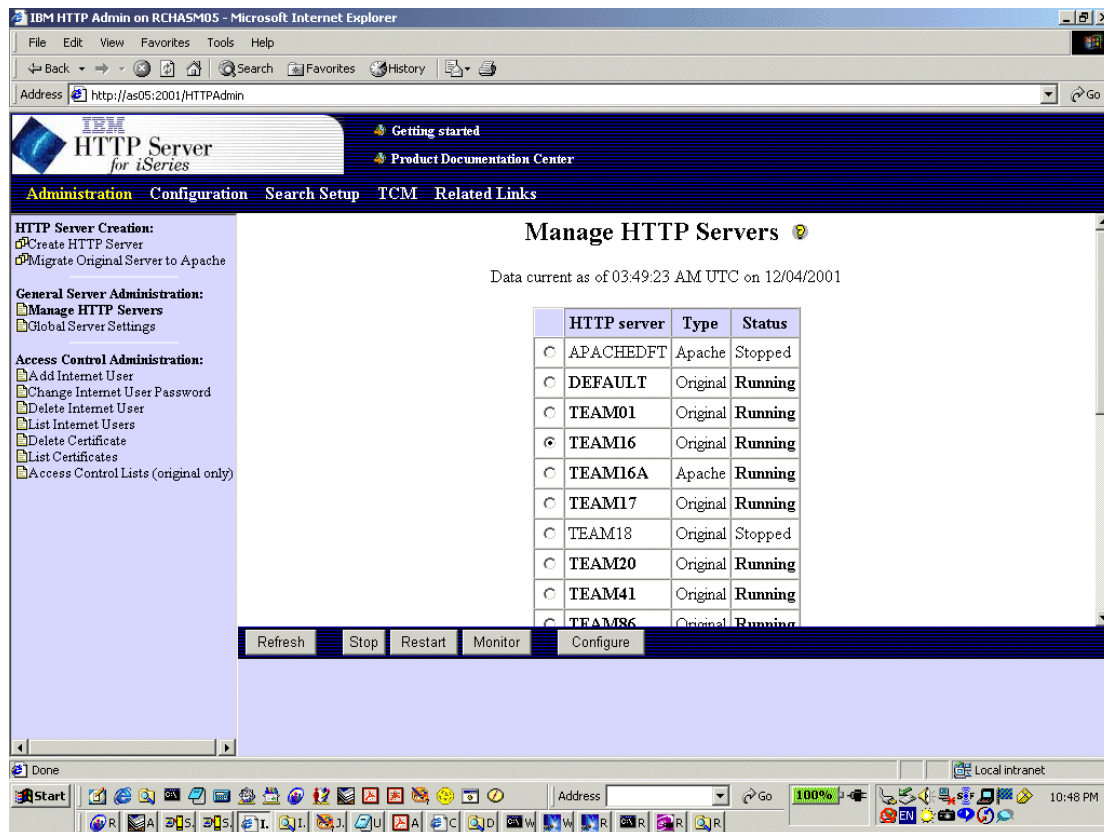 IBM HTTP Admin on RCHASM05 - Microsoft Internet Explorer
File Edit View Favorites Tools Help
Back Search Favorites History
Address http://as05:2001/HTTPAdmin Go
IBM
HTTP Server
for iSeries
Getting started
Product Documentation Center
Administration Configuration Search Setup TCM Related Links
HTTP Server Creation:
Create HTTP Server
Migrate Original Server to Apache
General Server Administration:
Manage HTTP Servers
Global Server Settings
Access Control Administration:
Add Internet User
Change Internet User Password
Delete Internet User
List Internet Users
Delete Certificate
List Certificates
Access Control Lists (original only)
Manage HTTP Servers
Data current as of 03:49:23 AM UTC on 12/04/2001
HTTP server Type Status
APACHEDFT Apache Stopped
DEFAULT Original Running
TEAM01 Original Running
TEAM16 Original Running
TEAM16A Apache Running
TEAM17 Original Running
TEAM18 Original Stopped
TEAM20 Original Running
TEAM41 Original Running
TEAM86 Original Running
Refresh Stop Restart Monitor Configure
Done Local intranet
Start Address Go 100% 10:48 PM
EN